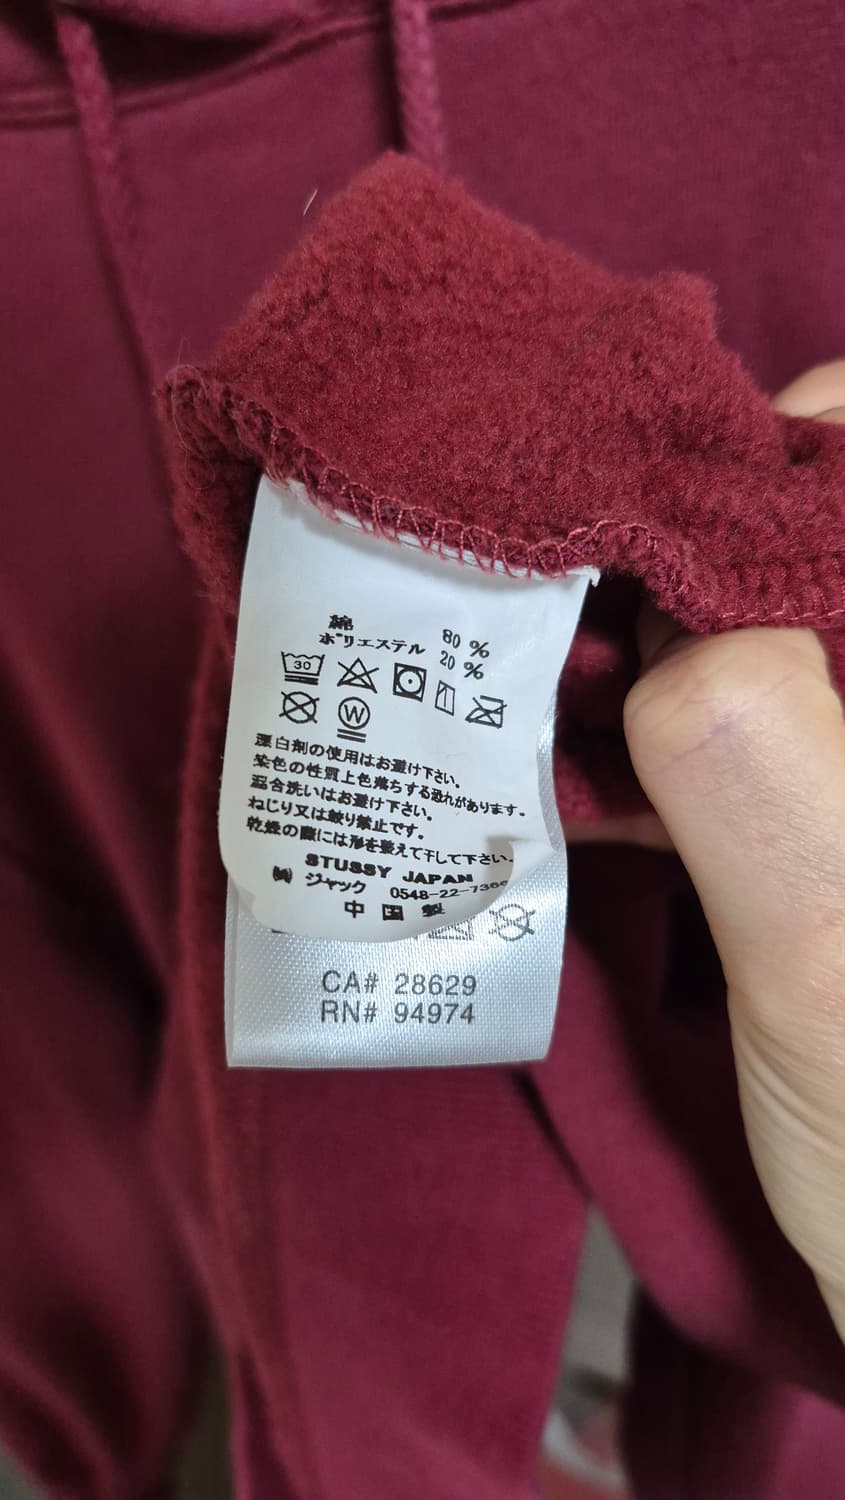 綿 80 %
ポリエステル 20 %
30
W
漂白剤の使用はお避け下さい。
染色の性質上色落ちする恐れがあります。
混合洗いはお避け下さい。
ねじり又は絞り禁止です。
乾燥の際には形を整えて干して下さい。
STUSSY JAPAN
㈱ ジャック 0548-22-736
中国製
CA# 28629
RN# 94974